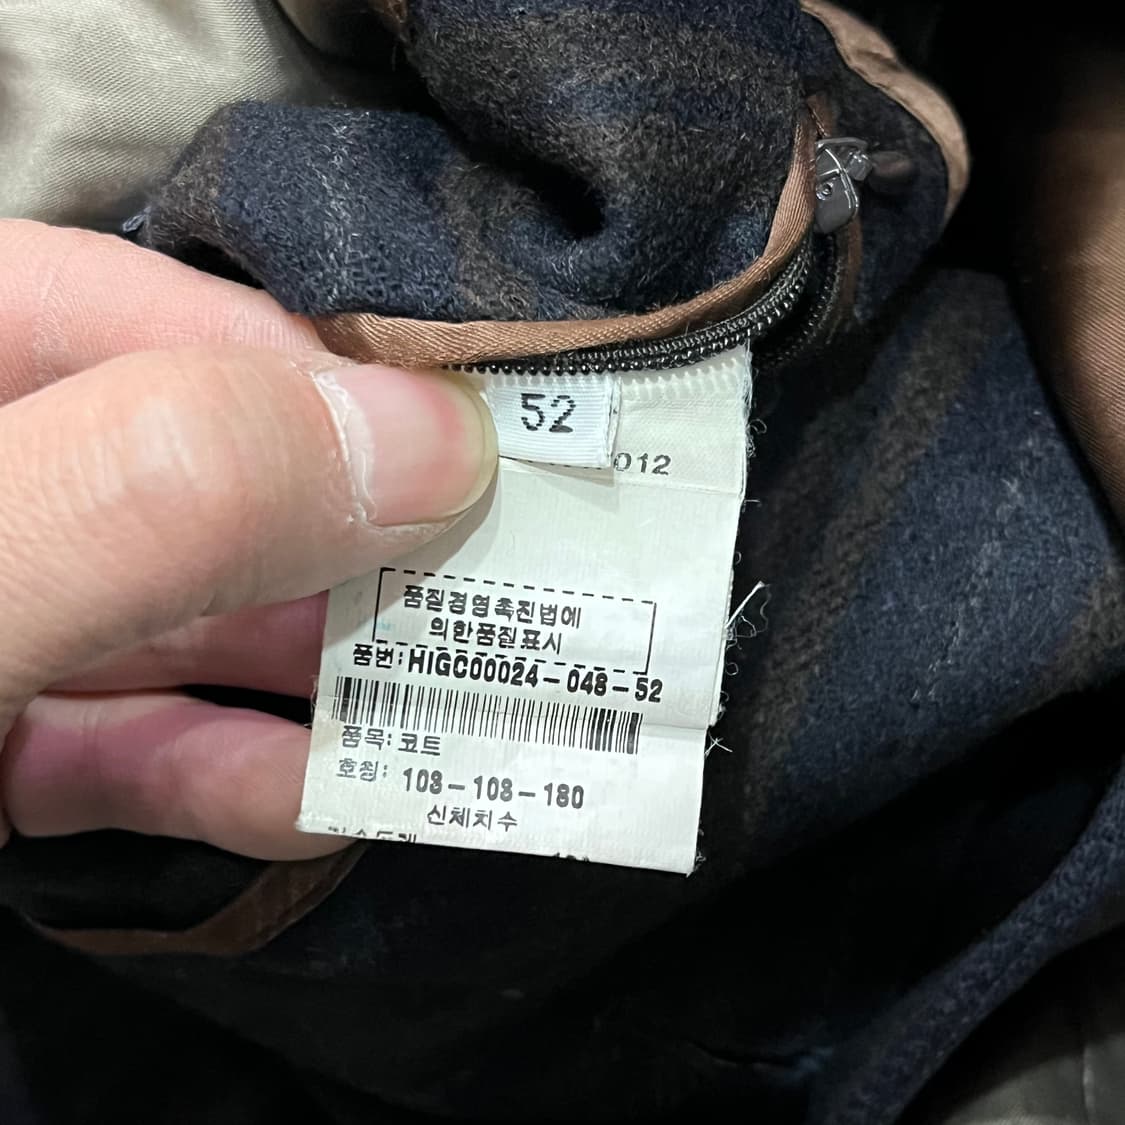 52
012
품질경영촉진법에
의한품질표시
품번:HIGC00024-048-52
품목:코트
호칭: 103-103-180
신체치수